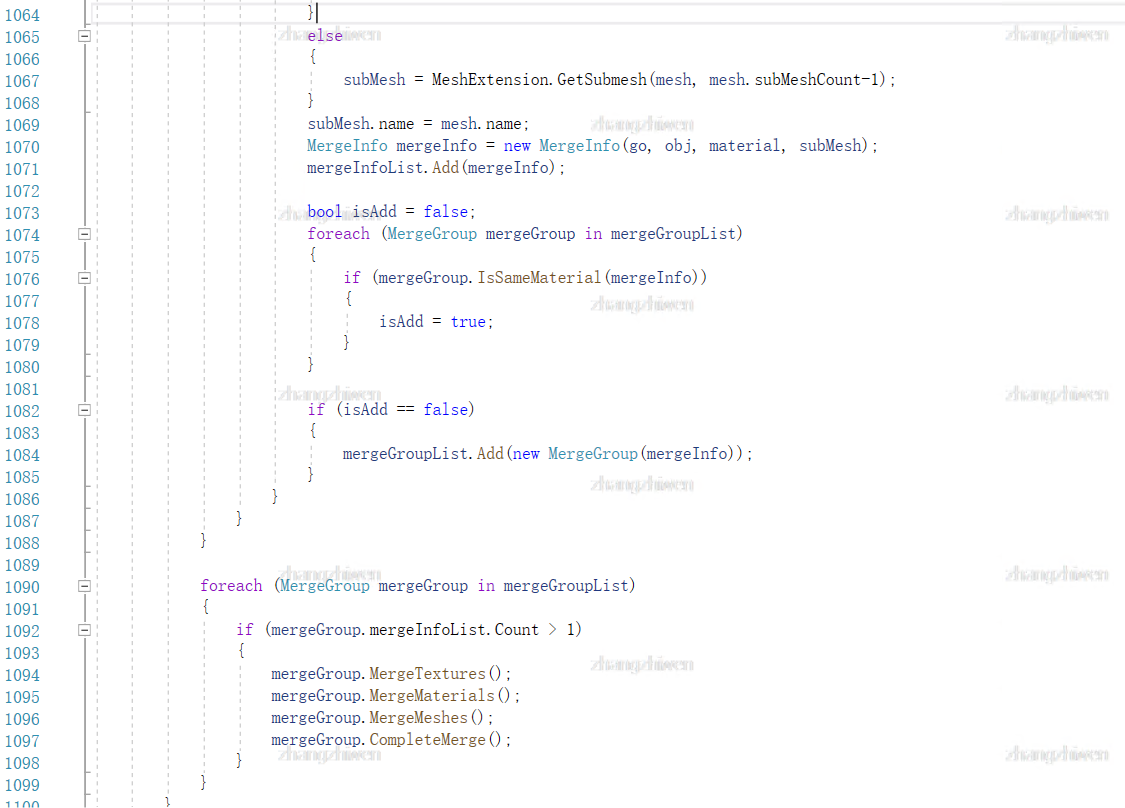 1064 }
1065 else
1066 {
1067 subMesh = MeshExtension.GetSubmesh(mesh, mesh.subMeshCount-1);
1068 }
1069 subMesh.name = mesh.name;
1070 MergeInfo mergeInfo = new MergeInfo(go, obj, material, subMesh);
1071 mergeInfoList.Add(mergeInfo);
1072
1073 bool isAdd = false;
1074 foreach (MergeGroup mergeGroup in mergeGroupList)
1075 {
1076 if (mergeGroup.IsSameMaterial(mergeInfo))
1077 {
1078 isAdd = true;
1079 }
1080 }
1081
1082 if (isAdd == false)
1083 {
1084 mergeGroupList.Add(new MergeGroup(mergeInfo));
1085 }
1086 }
1087 }
1088 }
1089
1090 foreach (MergeGroup mergeGroup in mergeGroupList)
1091 {
1092 if (mergeGroup.mergeInfoList.Count > 1)
1093 {
1094 mergeGroup.MergeTextures();
1095 mergeGroup.MergeMaterials();
1096 mergeGroup.MergeMeshes();
1097 mergeGroup.CompleteMerge();
1098 }
1099 }
1100 }